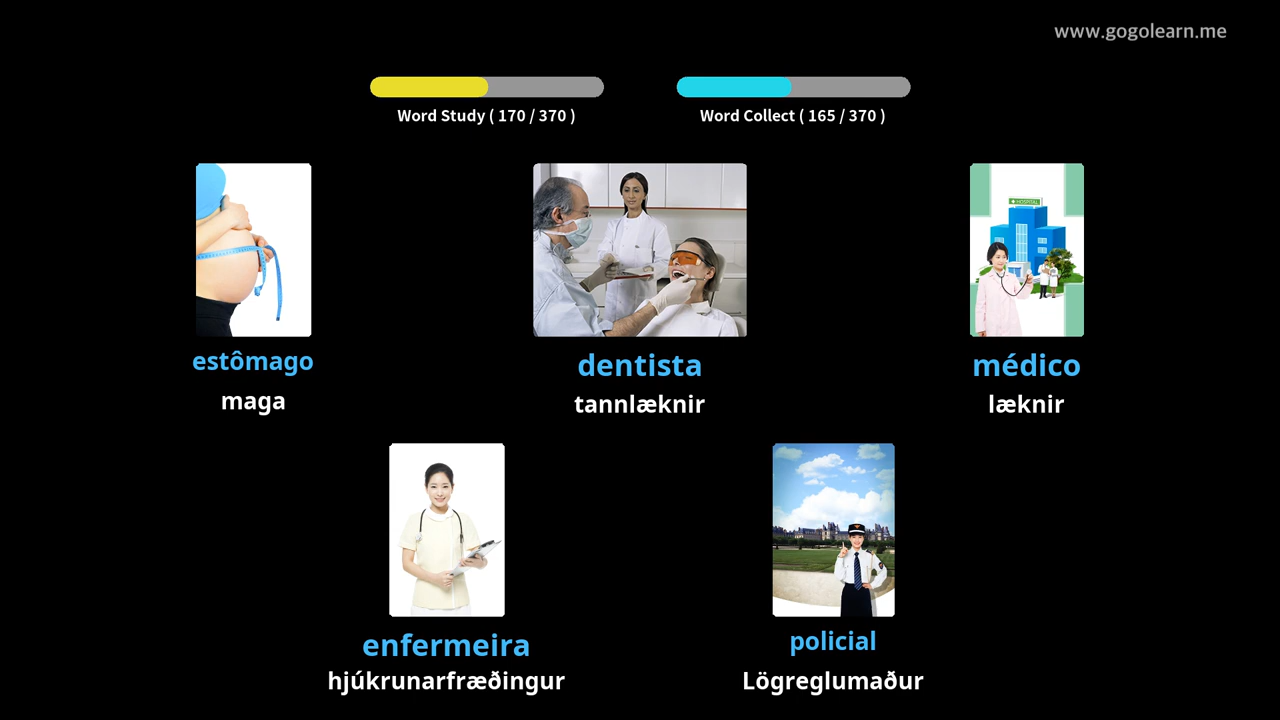 www.gogolearn.me
Word Study ( 170 / 370 )
Word Collect ( 165 / 370 )
HOSPITAL
estômago
maga
dentista
tannlæknir
médico
læknir
enfermeira
hjúkrunarfræðingur
policial
Lögreglumaður